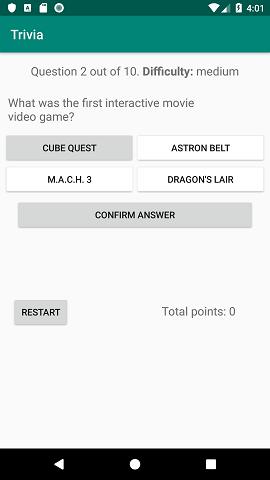 4:01
Trivia
Question 2 out of 10. Difficulty: medium
What was the first interactive movie
video game?
CUBE QUEST
ASTRON BELT
M.A.C.H. 3
DRAGON'S LAIR
CONFIRM ANSWER
RESTART
Total points: 0